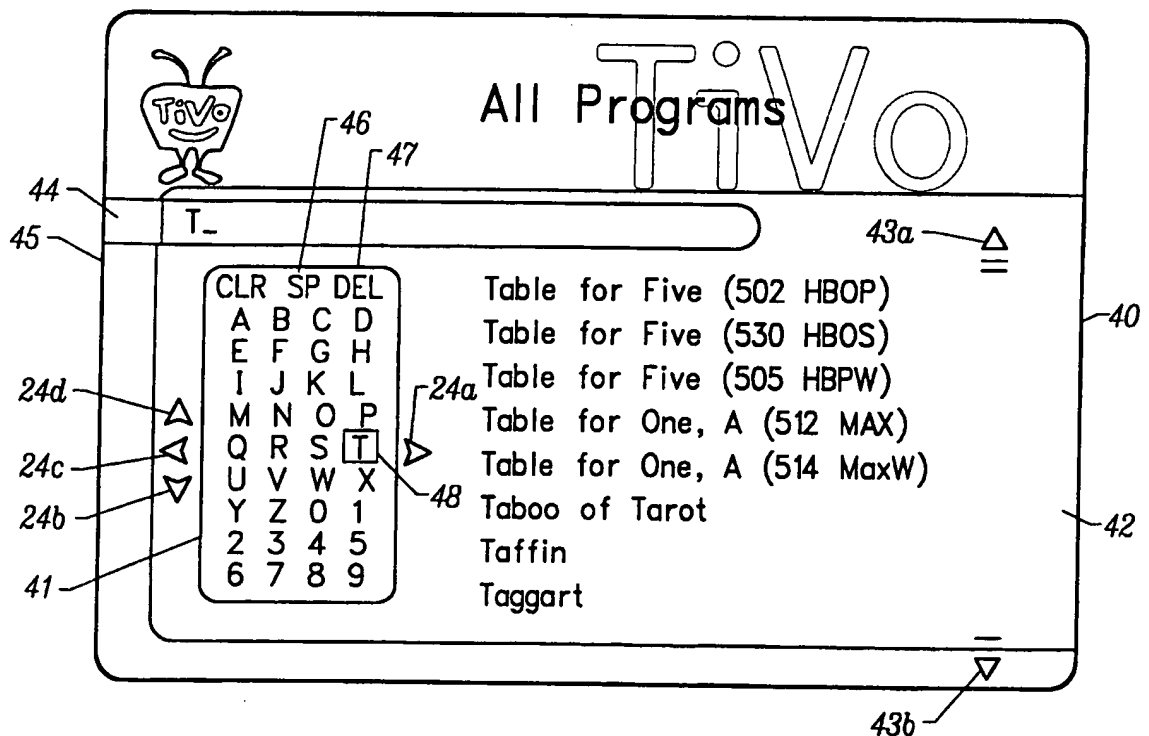 TiVo
TiVo
All Programs
46
47
44
T_
43a
45
CLR SP DEL
A B C D
E F G H
I J K L
M N O P
Q R S T
U V W X
Y Z 0 1
2 3 4 5
6 7 8 9
Table for Five (502 HBOP)
Table for Five (530 HBOS)
Table for Five (505 HBPW)
Table for One, A (512 MAX)
Table for One, A (514 MaxW)
Taboo of Tarot
Taffin
Taggart
40
24d
24a
24c
24b
48
42
41
43b